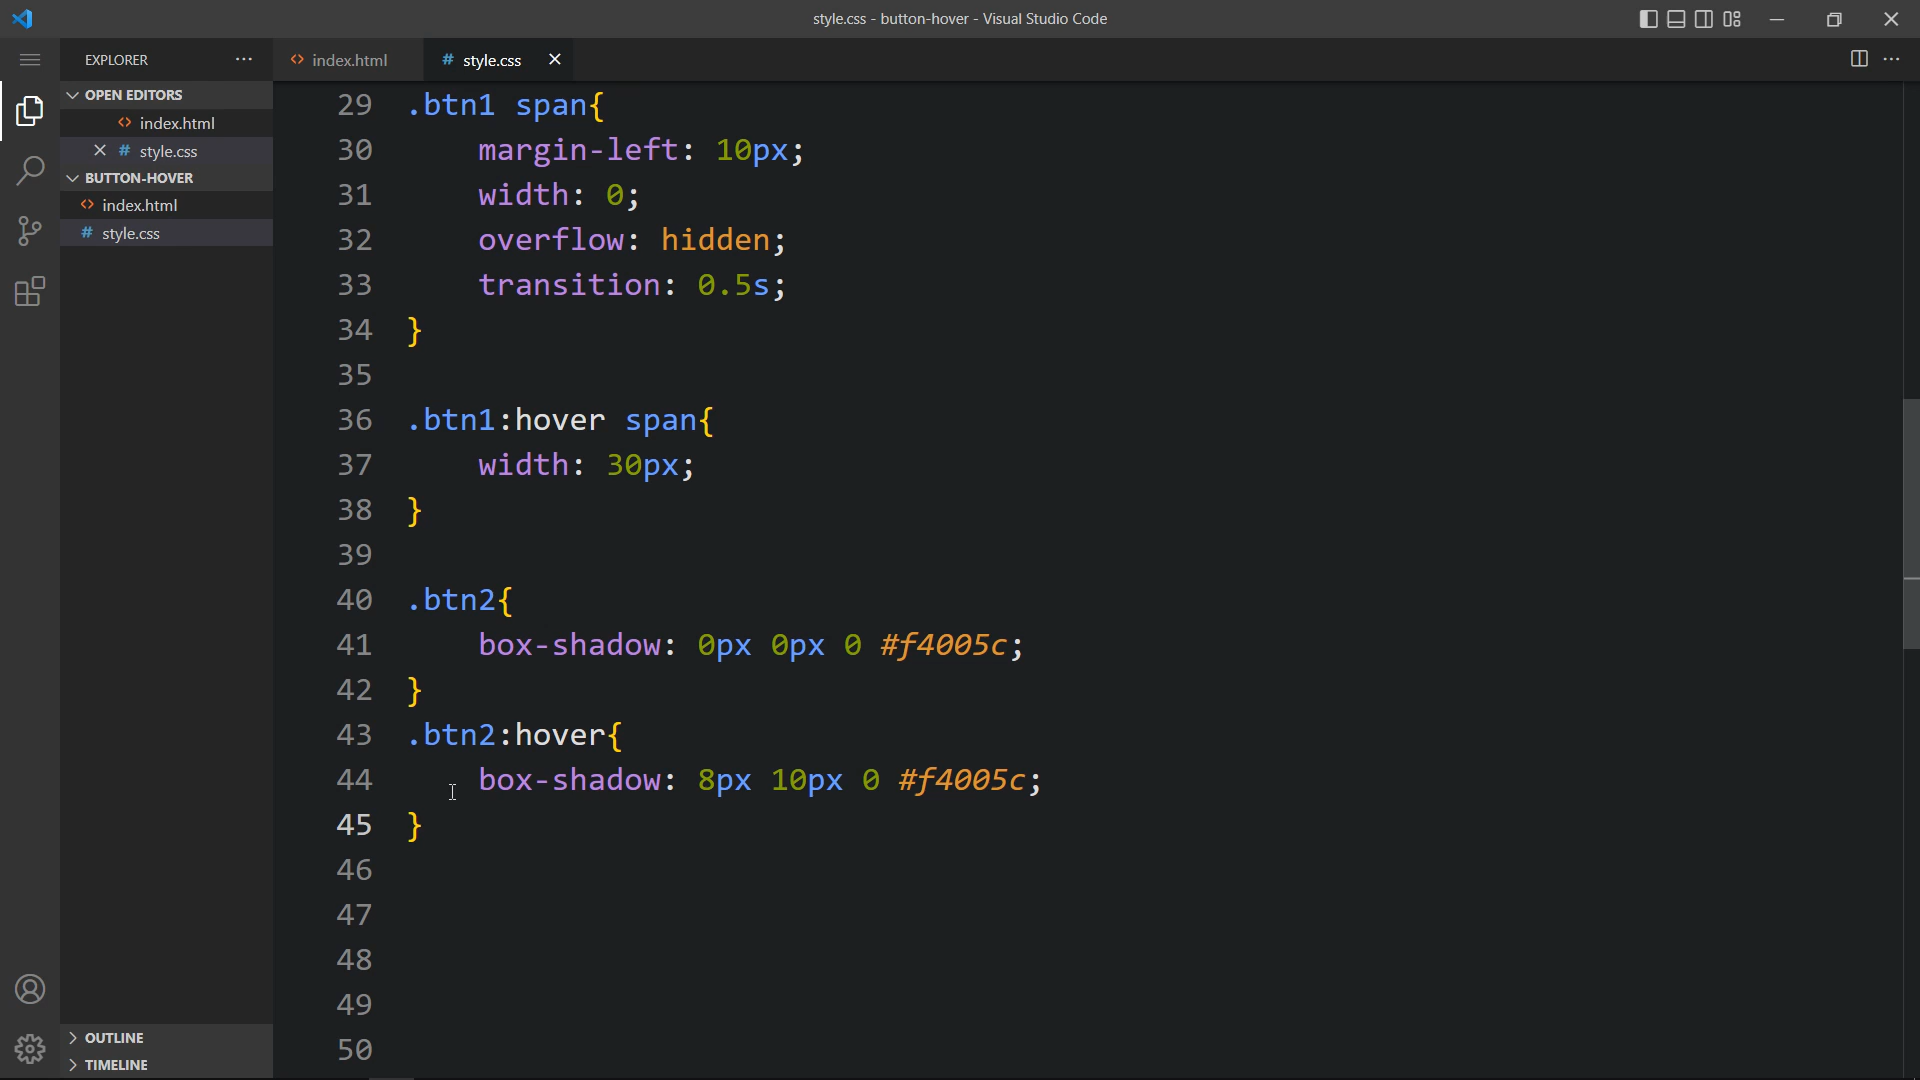 style.css - button-hover - Visual Studio Code
EXPLORER
index.html
# style.css
OPEN EDITORS
index.html
# style.css
BUTTON-HOVER
index.html
# style.css
OUTLINE
TIMELINE
29 .btn1 span{
30 margin-left: 10px;
31 width: 0;
32 overflow: hidden;
33 transition: 0.5s;
34 }
35
36 .btn1:hover span{
37 width: 30px;
38 }
39
40 .btn2{
41 box-shadow: 0px 0px 0 #f4005c;
42 }
43 .btn2:hover{
44 box-shadow: 8px 10px 0 #f4005c;
45 }
46
47
48
49
50